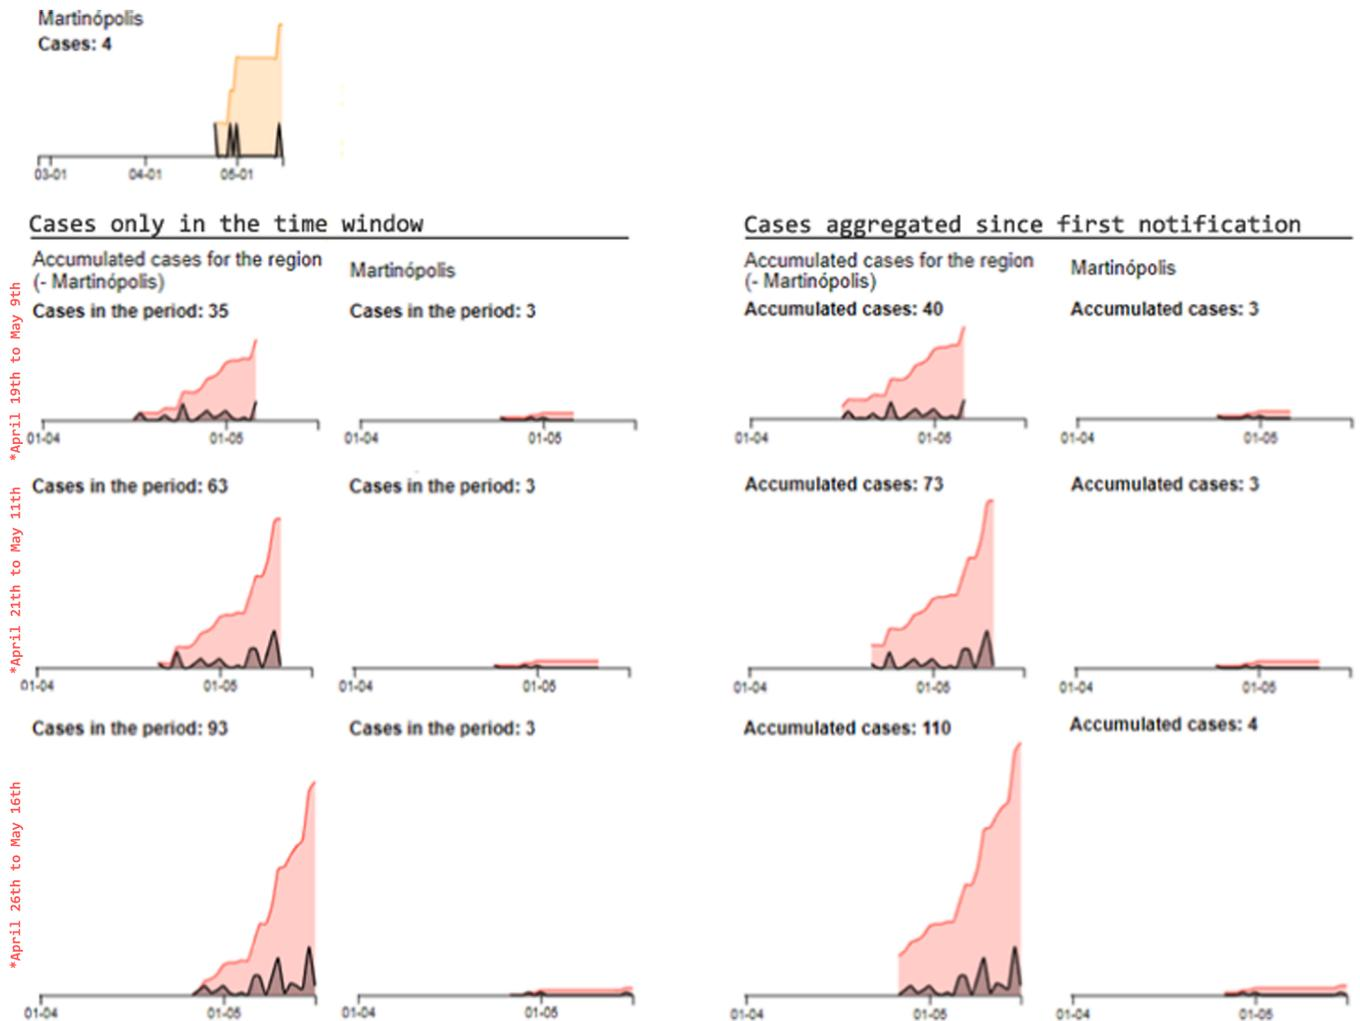 Martinópolis
Cases: 4
03-01 04-01 05-01
Cases only in the time window
Cases aggregated since first notification
Accumulated cases for the region
(- Martinópolis)
Martinópolis
Accumulated cases for the region
(- Martinópolis)
Martinópolis
*April 19th to May 9th
Cases in the period: 35
Cases in the period: 3
Accumulated cases: 40
Accumulated cases: 3
01-04 01-05
01-04 01-05
01-04 01-05
01-04 01-05
*April 21th to May 11th
Cases in the period: 63
Cases in the period: 3
Accumulated cases: 73
Accumulated cases: 3
01-04 01-05
01-04 01-05
01-04 01-05
01-04 01-05
*April 26th to May 16th
Cases in the period: 93
Cases in the period: 3
Accumulated cases: 110
Accumulated cases: 4
01-04 01-05
01-04 01-05
01-04 01-05
01-04 01-05